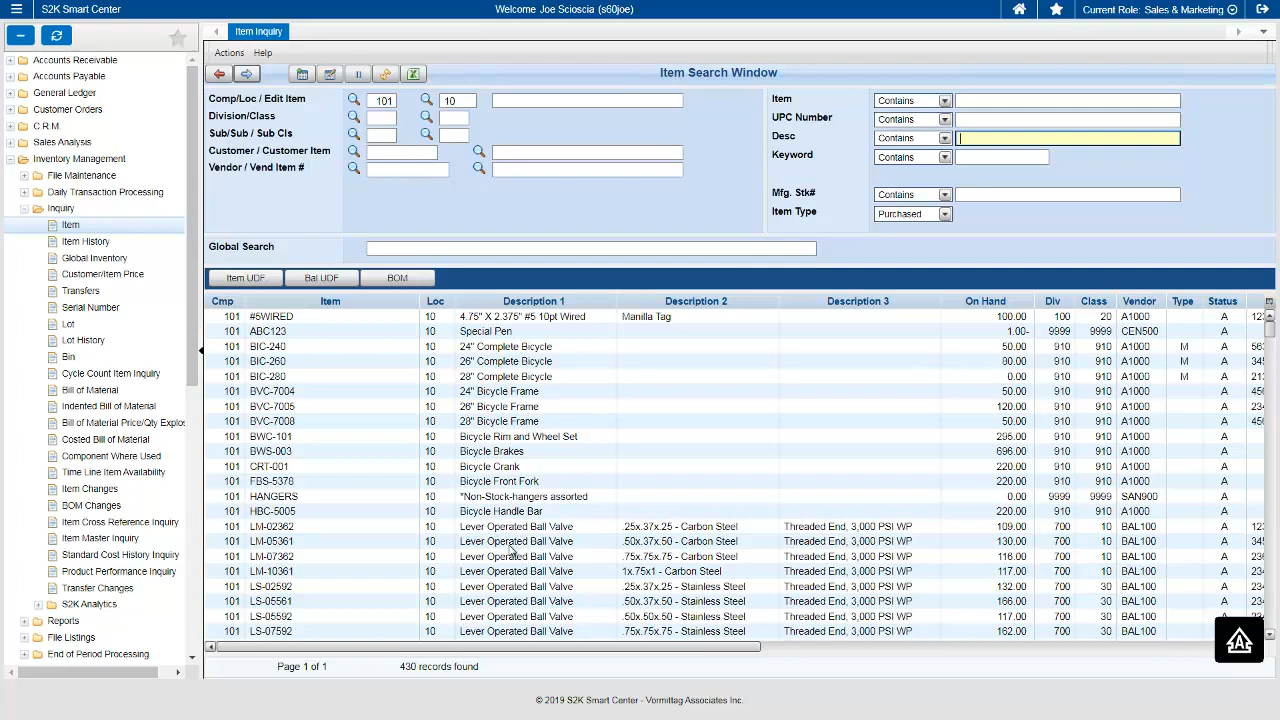 S2K Smart Center
Welcome Joe Scioscia (s60joe)
Current Role: Sales & Marketing
Item Inquiry
Accounts Receivable
Accounts Payable
General Ledger
Customer Orders
C.R.M.
Sales Analysis
Inventory Management
File Maintenance
Daily Transaction Processing
Inquiry
Item
Item History
Global Inventory
Customer/Item Price
Transfers
Serial Number
Lot
Lot History
Bin
Cycle Count Item Inquiry
Bill of Material
Indented Bill of Material
Bill of Material Price/Qty Explos
Costed Bill of Material
Component Where Used
Time Line Item Availability
Item Changes
BOM Changes
Item Cross Reference Inquiry
Item Master Inquiry
Standard Cost History Inquiry
Product Performance Inquiry
Transfer Changes
S2K Analytics
Reports
File Listings
End of Period Processing
Actions Help
Item Search Window
Comp/Loc / Edit Item 101 10
Division/Class
Sub/Sub / Sub Cls
Customer / Customer Item
Vendor / Vend Item #
Item Contains
UPC Number Contains
Desc Contains
Keyword Contains
Mfg. Stk# Contains
Item Type Purchased
Global Search
Item UDF Bal UDF BOM
Cmp Item Loc Description 1 Description 2 Description 3 On Hand Div Class Vendor Type Status
101 #6WIRED 10 4.75" X 2.375" #5 10pt Wired Manilla Tag 100.00 100 20 A1000 A 123
101 ABC123 10 Special Pen 1.00- 9999 9999 CEN500 A
101 BIC-240 10 24" Complete Bicycle 50.00 910 910 A1000 M A 567
101 BIC-260 10 26" Complete Bicycle 80.00 910 910 A1000 M A 345
101 BIC-280 10 28" Complete Bicycle 0.00 910 910 A1000 M A 213
101 BVC-7004 10 24" Bicycle Frame 50.00 910 910 A1000 A 456
101 BVC-7005 10 26" Bicycle Frame 120.00 910 910 A1000 A 234
101 BVC-7008 10 28" Bicycle Frame 50.00 910 910 A1000 A 456
101 BWC-101 10 Bicycle Rim and Wheel Set 295.00 910 910 A1000 A
101 BWS-003 10 Bicycle Brakes 696.00 910 910 A1000 A
101 CRT-001 10 Bicycle Crank 220.00 910 910 A1000 A
101 FBS-5378 10 Bicycle Front Fork 220.00 910 910 A1000 A
101 HANGERS 10 *Non-Stock-hangers assorted 0.00 9999 9999 SAN900 A
101 HBC-5005 10 Bicycle Handle Bar 220.00 910 910 A1000 A
101 LM-02362 10 Lever Operated Ball Valve .25x.37x.25 - Carbon Steel Threaded End, 3,000 PSI WP 109.00 700 10 BAL100 A 123
101 LM-05361 10 Lever Operated Ball Valve .50x.37x.50 - Carbon Steel Threaded End, 3,000 PSI WP 130.00 700 10 BAL100 A 345
101 LM-07362 10 Lever Operated Ball Valve .75x.75x.75 - Carbon Steel Threaded End, 3,000 PSI WP 116.00 700 10 BAL100 A 236
101 LM-10361 10 Lever Operated Ball Valve 1x.75x1 - Carbon Steel Threaded End, 3,000 PSI WP 117.00 700 10 BAL100 A 234
101 LS-02592 10 Lever Operated Ball Valve .25x.37x.25 - Stainless Steel Threaded End, 3,000 PSI WP 132.00 700 30 BAL100 A 234
101 LS-05561 10 Lever Operated Ball Valve .50x.37x.50 - Stainless Steel Threaded End, 3,000 PSI WP 166.00 700 30 BAL100 A 234
101 LS-05592 10 Lever Operated Ball Valve .50x.50x.50 - Stainless Steel Threaded End, 3,000 PSI WP 117.00 700 30 BAL100 A 234
101 LS-07592 10 Lever Operated Ball Valve .75x.75x.75 - Stainless Steel Threaded End, 3,000 PSI WP 162.00 700 30 BAL100 A
Page 1 of 1 430 records found
© 2019 S2K Smart Center - Vormittag Associates Inc.